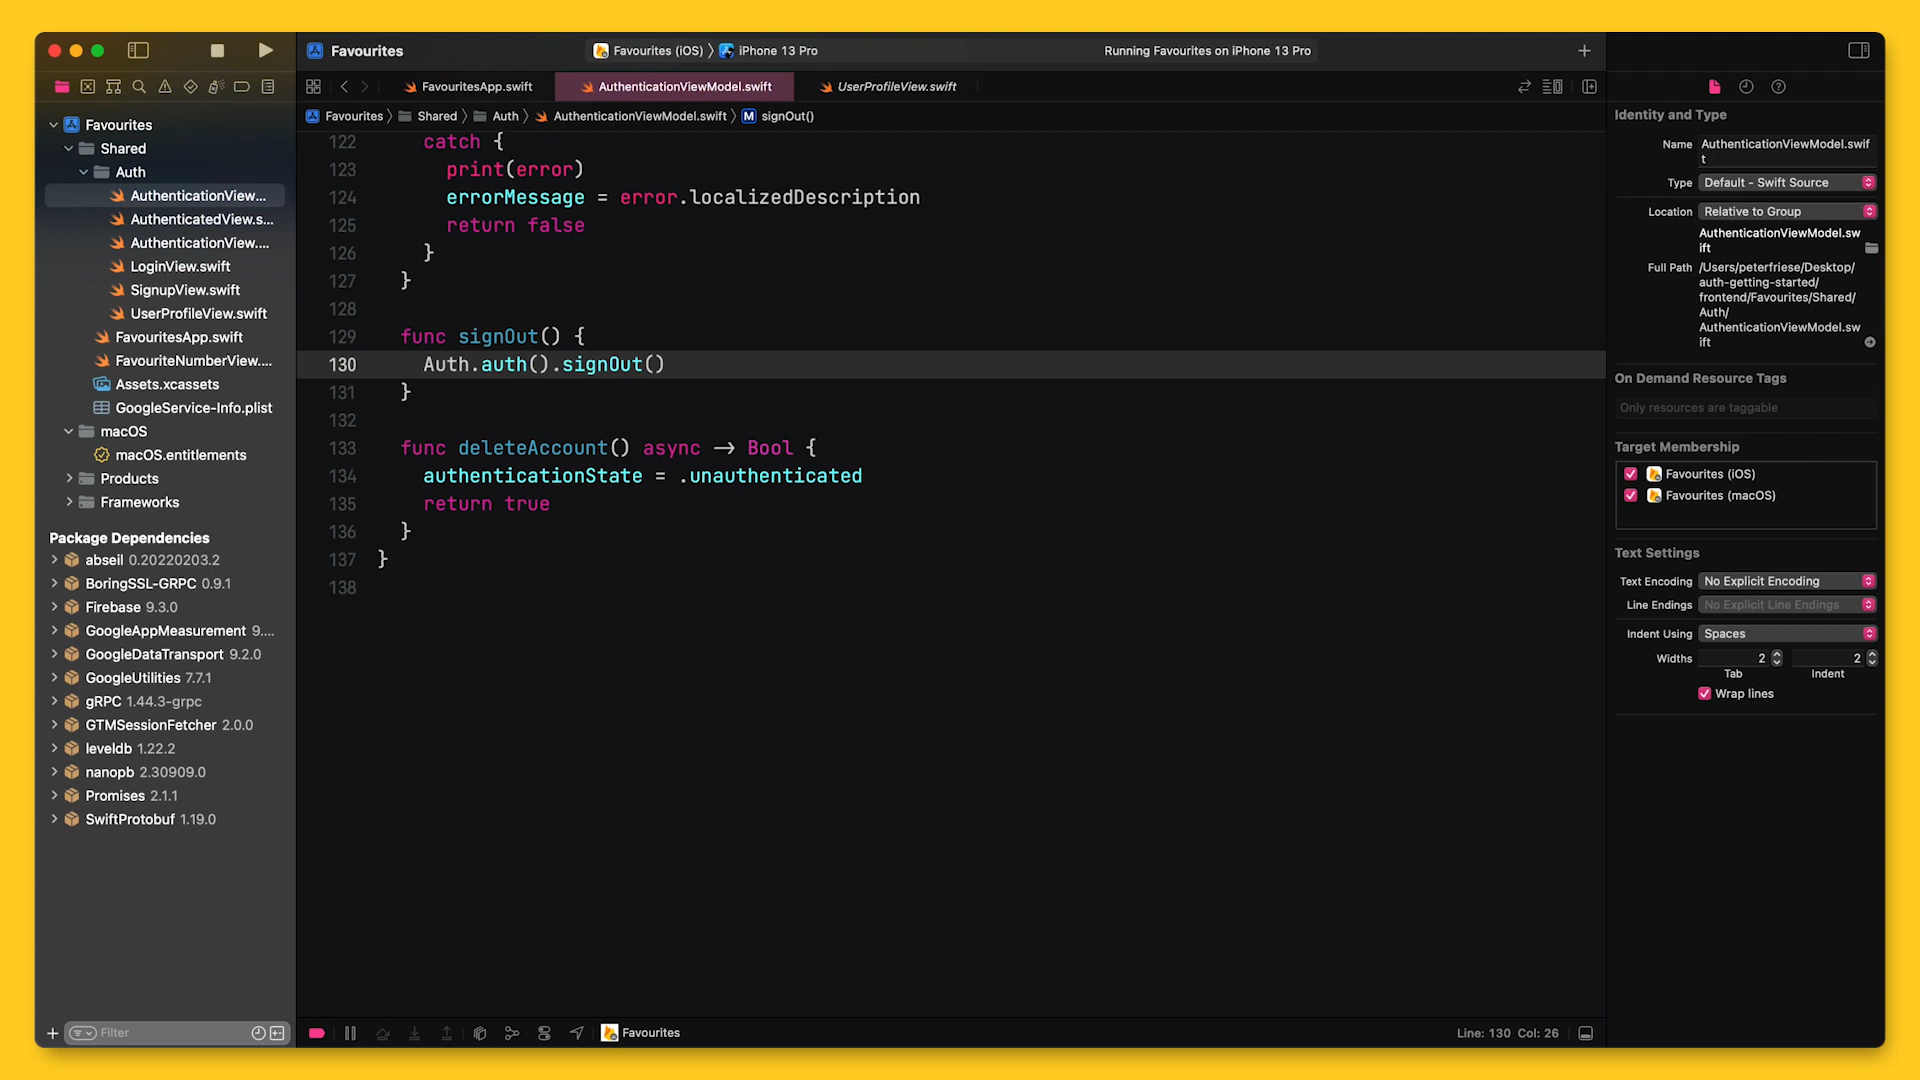 Favourites
Favourites (iOS) 〉 iPhone 13 Pro
Running Favourites on iPhone 13 Pro
FavouritesApp.swift
AuthenticationViewModel.swift
UserProfileView.swift
Favourites 〉 Shared 〉 Auth 〉 AuthenticationViewModel.swift 〉 M signOut()
Favourites
Shared
Auth
AuthenticationView...
AuthenticatedView.s...
AuthenticationView....
LoginView.swift
SignupView.swift
UserProfileView.swift
FavouritesApp.swift
FavouriteNumberView....
Assets.xcassets
GoogleService-Info.plist
macOS
macOS.entitlements
Products
Frameworks
Package Dependencies
abseil 0.20220203.2
BoringSSL-GRPC 0.9.1
Firebase 9.3.0
GoogleAppMeasurement 9....
GoogleDataTransport 9.2.0
GoogleUtilities 7.7.1
gRPC 1.44.3-grpc
GTMSessionFetcher 2.0.0
leveldb 1.22.2
nanopb 2.30909.0
Promises 2.1.1
SwiftProtobuf 1.19.0
Filter
122 catch {
123 print(error)
124 errorMessage = error.localizedDescription
125 return false
126 }
127 }
128
129 func signOut() {
130 Auth.auth().signOut()
131 }
132
133 func deleteAccount() async -> Bool {
134 authenticationState = .unauthenticated
135 return true
136 }
137 }
138
Favourites
Line: 130 Col: 26
Identity and Type
Name AuthenticationViewModel.swif
t
Type Default - Swift Source
Location Relative to Group
AuthenticationViewModel.sw
ift
Full Path /Users/peterfriese/Desktop/
auth-getting-started/
frontend/Favourites/Shared/
Auth/
AuthenticationViewModel.sw
ift
On Demand Resource Tags
Only resources are taggable
Target Membership
Favourites (iOS)
Favourites (macOS)
Text Settings
Text Encoding No Explicit Encoding
Line Endings No Explicit Line Endings
Indent Using Spaces
Widths 2 2
Tab Indent
Wrap lines